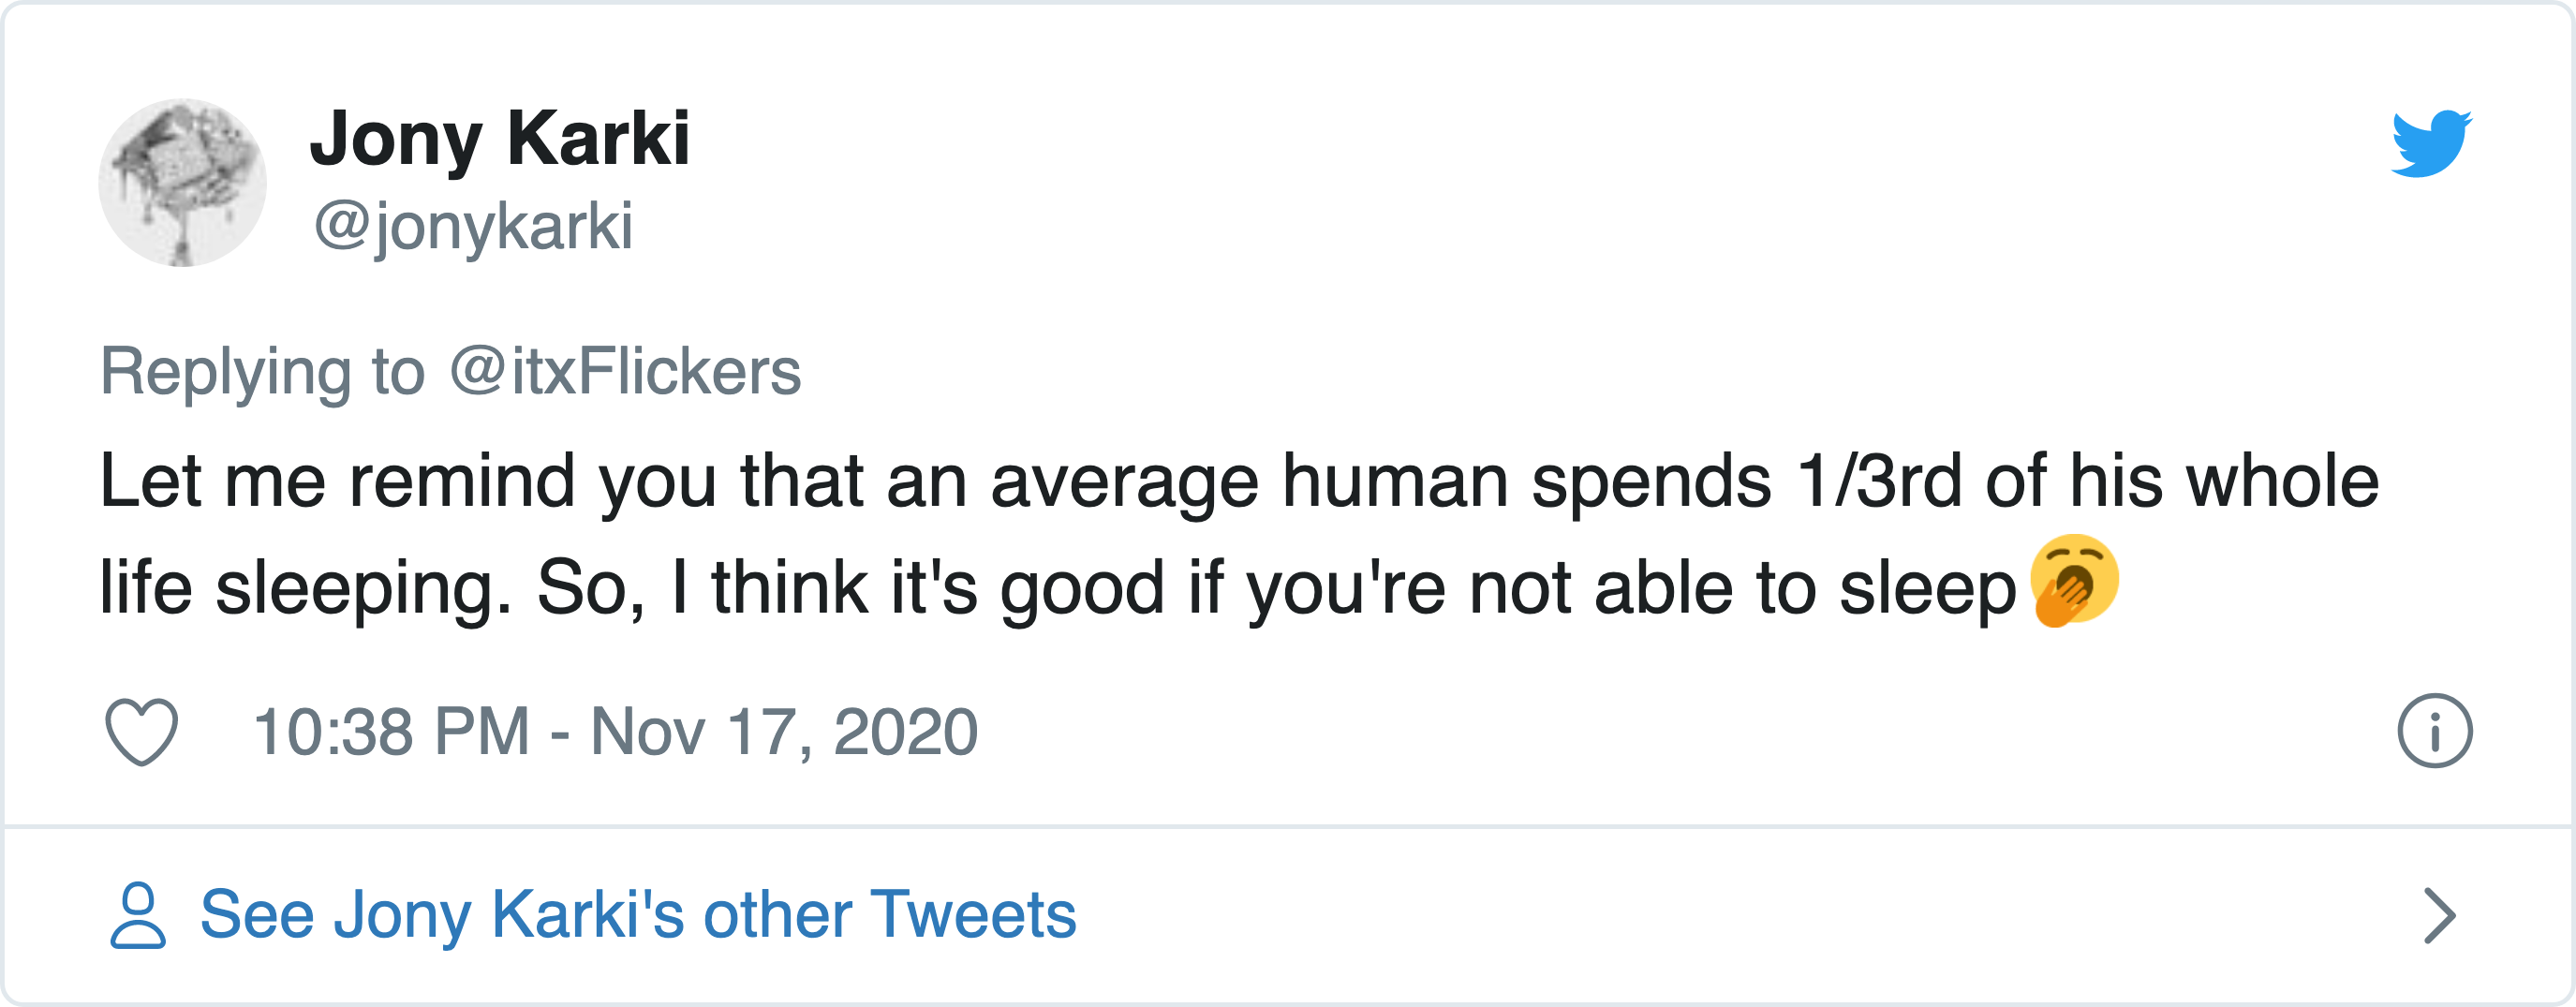 Jony Karki
@jonykarki
Replying to @itxFlickers
Let me remind you that an average human spends 1/3rd of his whole
life sleeping. So, I think it's good if you're not able to sleep🥱
10:38 PM - Nov 17, 2020
See Jony Karki's other Tweets